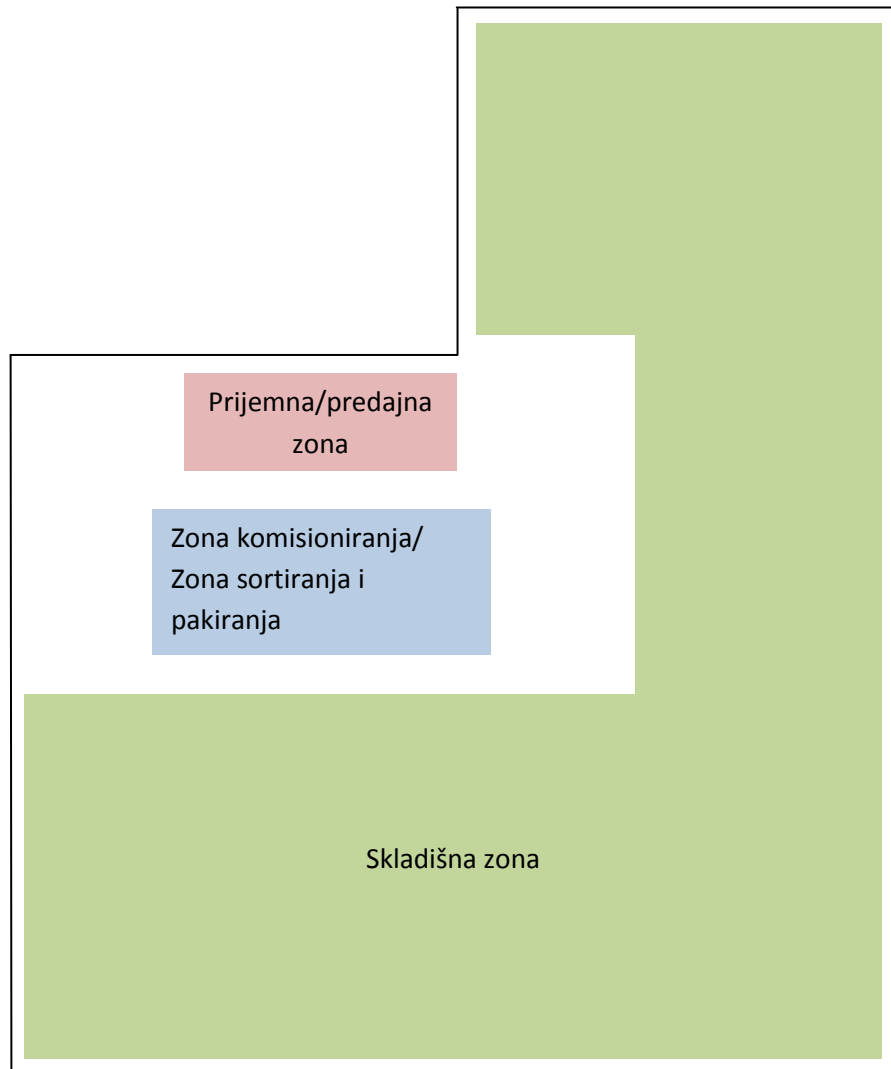 Prijemna/predajna
zona
Zona komisioniranja/
Zona sortiranja i
pakiranja
Skladišna zona